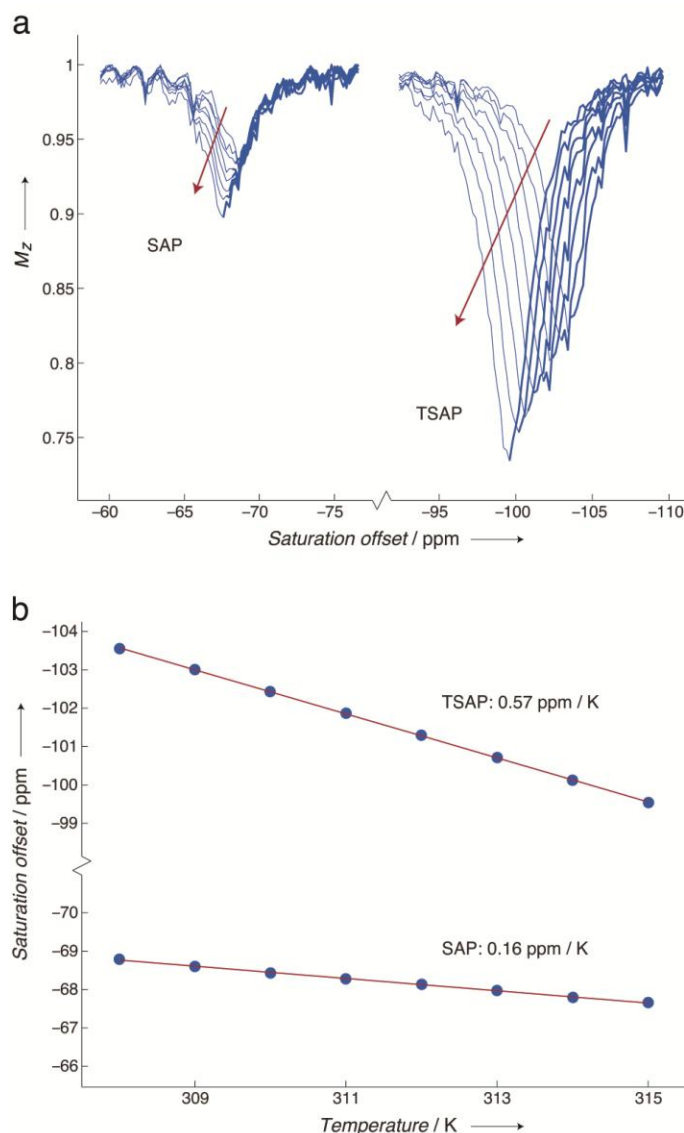 a
1
0.95
0.9
0.85
0.8
0.75
Mz
SAP
TSAP
−60 −65 −70 −75 −95 −100 −105 −110
Saturation offset / ppm
b
−104
−103
−102
−101
−100
−99
−70
−69
−68
−67
−66
Saturation offset / ppm
TSAP: 0.57 ppm / K
SAP: 0.16 ppm / K
309 311 313 315
Temperature / K